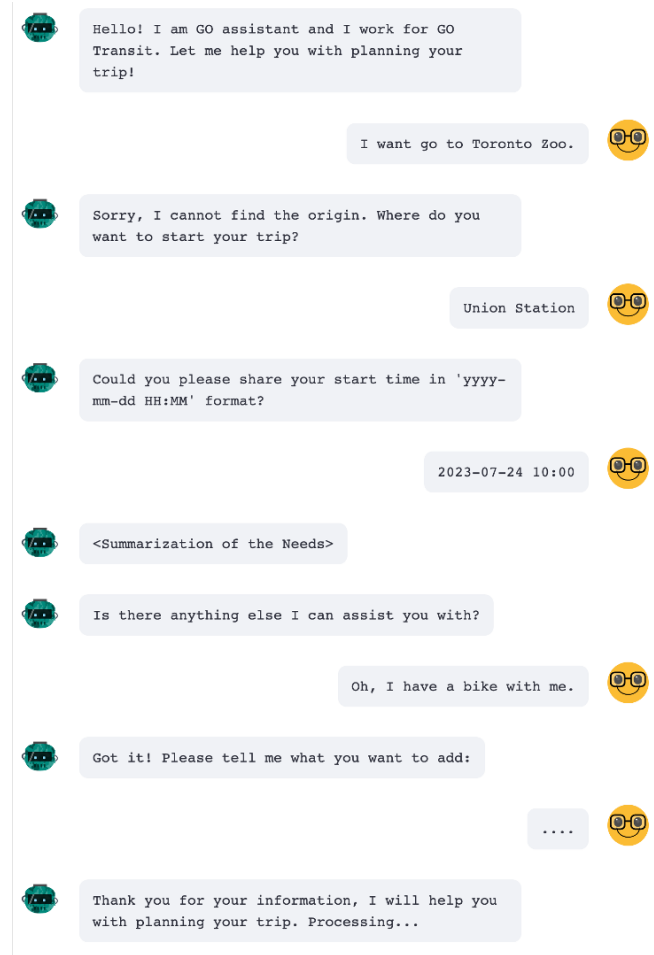 Hello! I am GO assistant and I work for GO
Transit. Let me help you with planning your
trip!
I want go to Toronto Zoo.
Sorry, I cannot find the origin. Where do you
want to start your trip?
Union Station
Could you please share your start time in 'yyyy-
mm-dd HH:MM' format?
2023-07-24 10:00
<Summarization of the Needs>
Is there anything else I can assist you with?
Oh, I have a bike with me.
Got it! Please tell me what you want to add:
....
Thank you for your information, I will help you
with planning your trip. Processing...